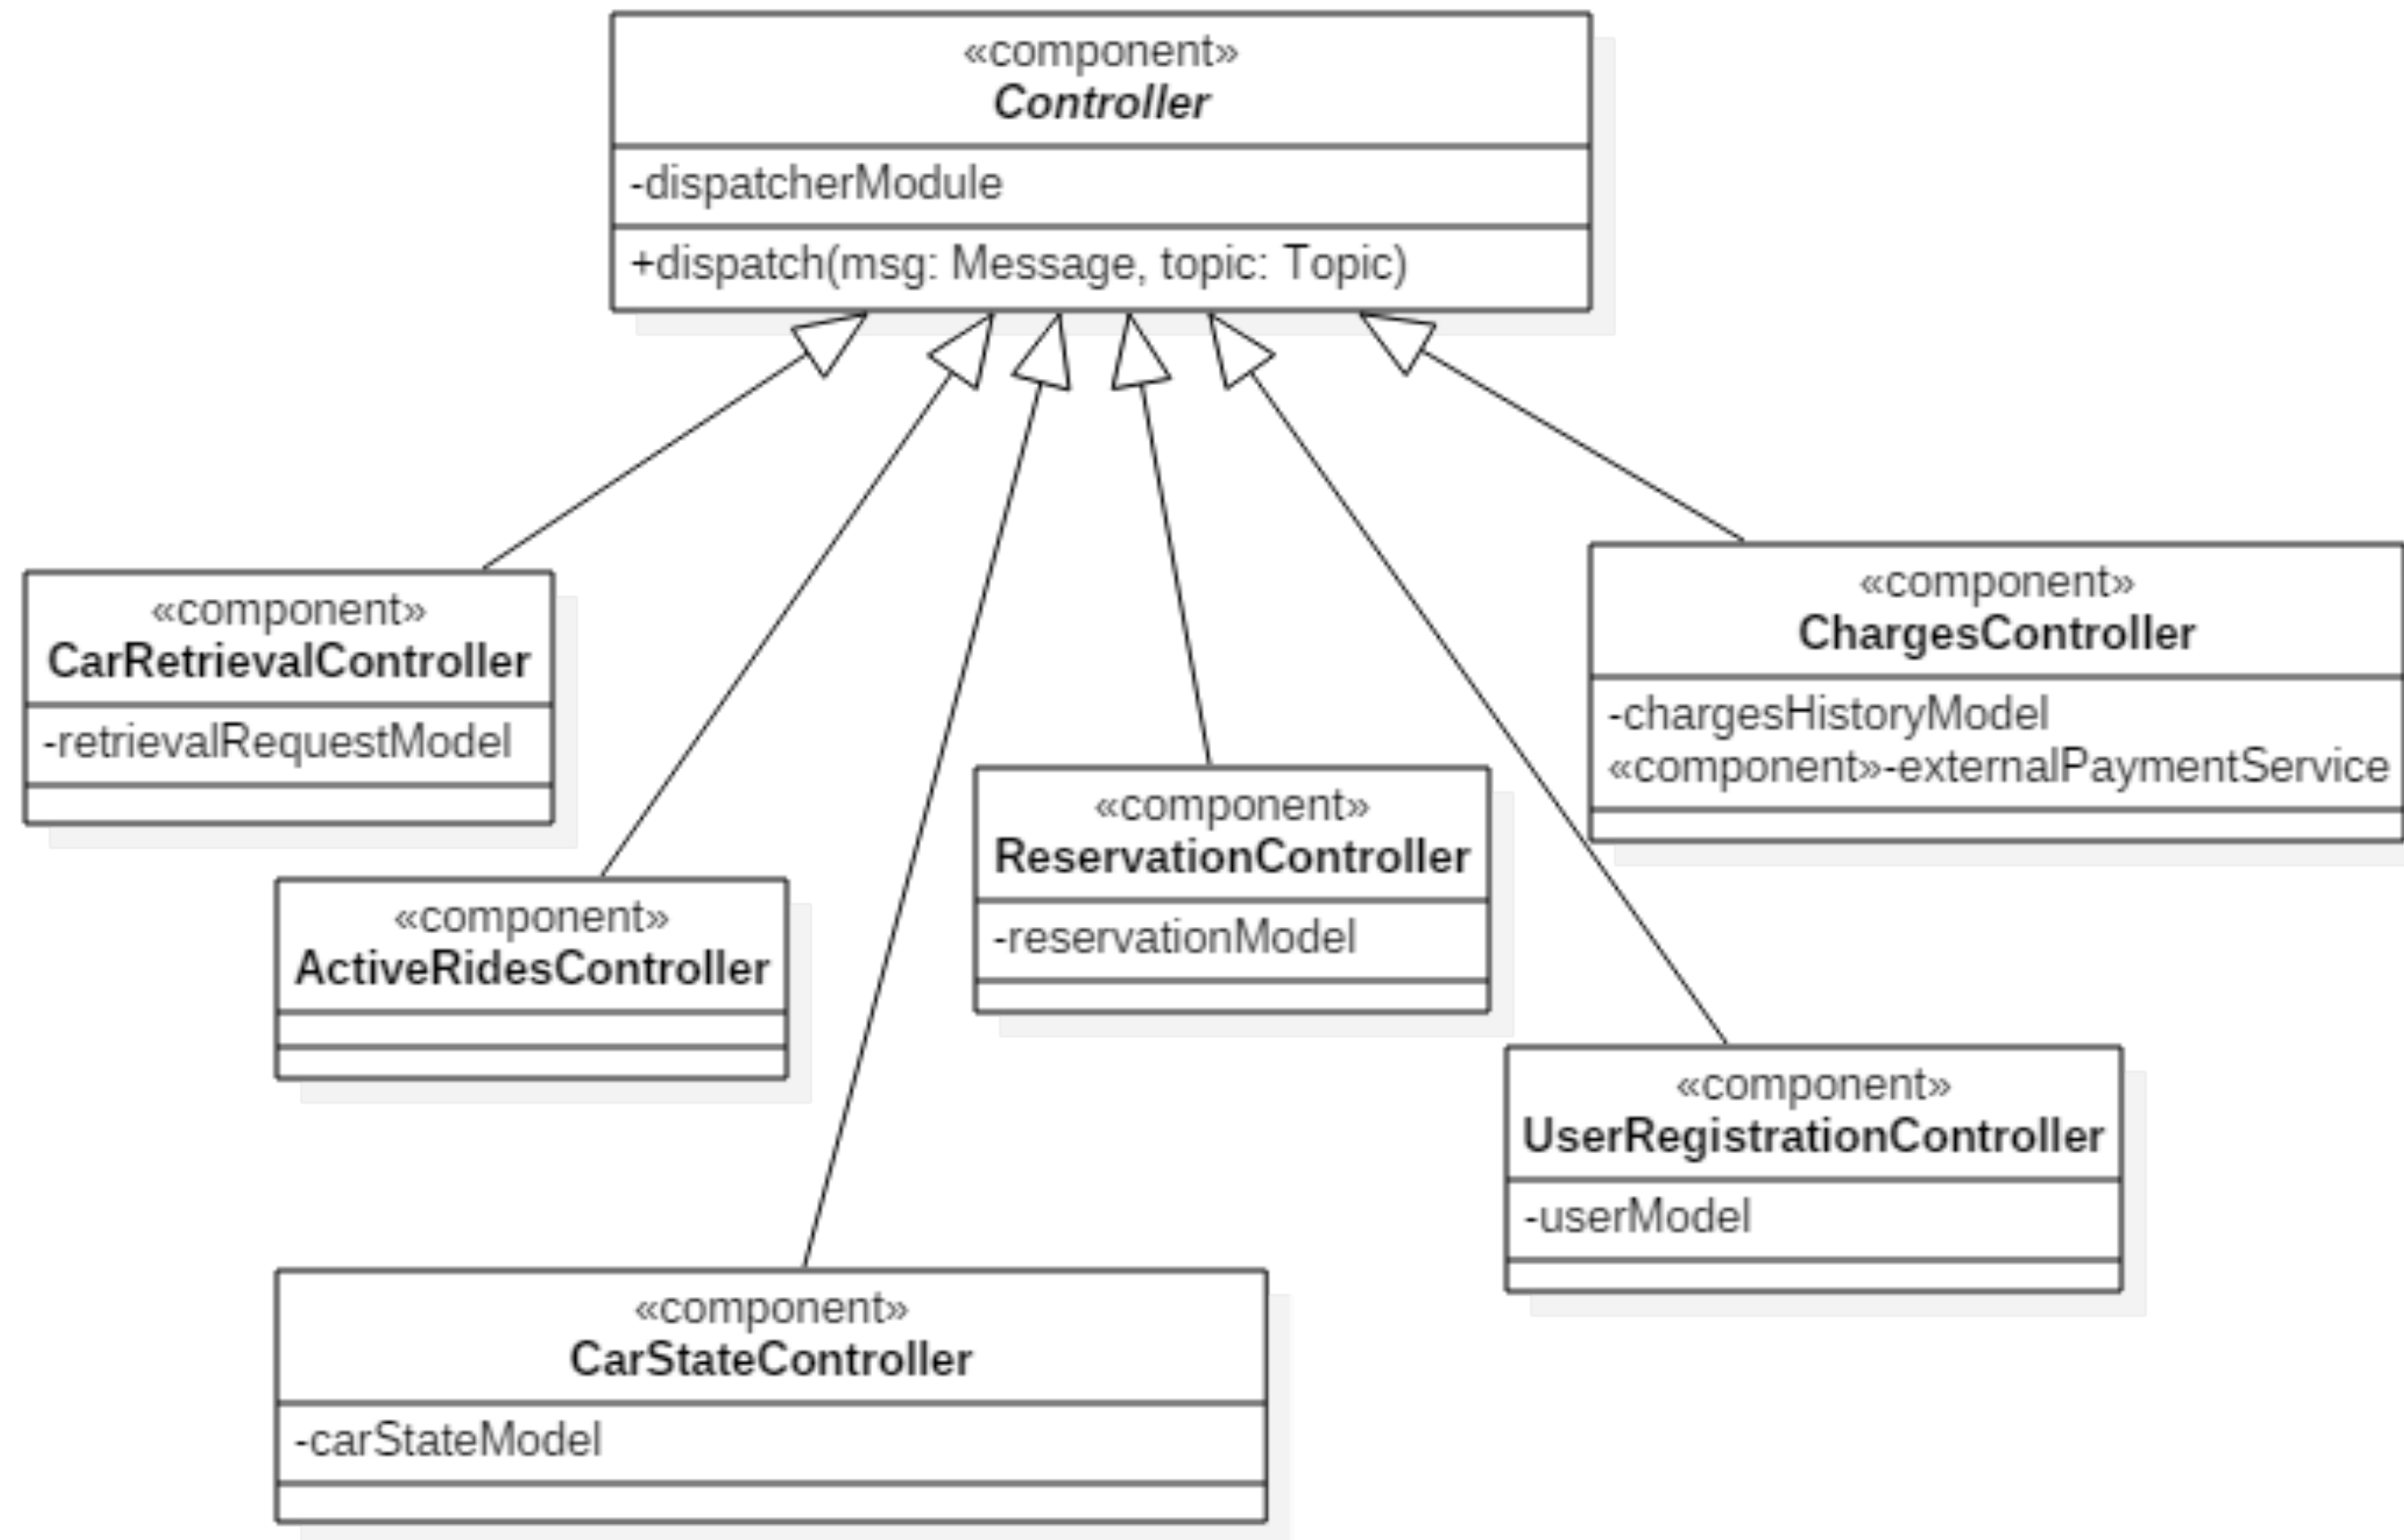 «component»
Controller
-dispatcherModule
+dispatch(msg: Message, topic: Topic)
«component»
CarRetrievalController
-retrievalRequestModel
«component»
ChargesController
-chargesHistoryModel
«component»-externalPaymentService
«component»
ReservationController
-reservationModel
«component»
ActiveRidesController
«component»
UserRegistrationController
-userModel
«component»
CarStateController
-carStateModel